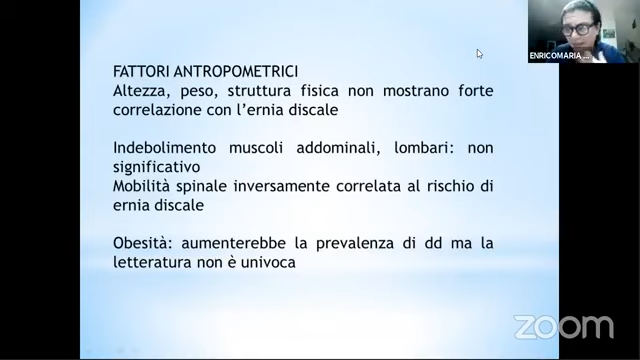 FATTORI ANTROPOMETRICI
Altezza, peso, struttura fisica non mostrano forte
correlazione con l'ernia discale
Indebolimento muscoli addominali, lombari: non
significativo
Mobilità spinale inversamente correlata al rischio di
ernia discale
Obesità: aumenterebbe la prevalenza di dd ma la
letteratura non è univoca
ENRICOMARIA ...
zoom